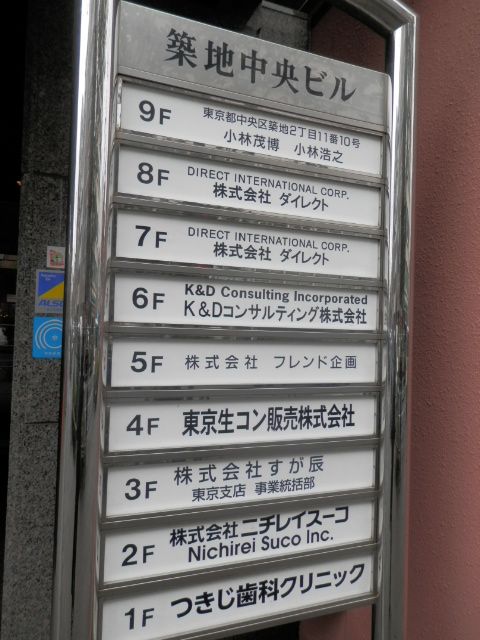 築地中央ビル
9F 東京都中央区築地2丁目11番10号
小林茂博 小林浩之
8F DIRECT INTERNATIONAL CORP.
株式会社 ダイレクト
7F DIRECT INTERNATIONAL CORP.
株式会社 ダイレクト
6F K&D Consulting Incorporated
K&Dコンサルティング株式会社
5F 株式会社 フレンド企画
4F 東京生コン販売株式会社
3F 株式会社すが辰
東京支店 事業統括部
2F 株式会社ニチレイスーコ
Nichirei Suco Inc.
1F つきじ歯科クリニック
ALSOK